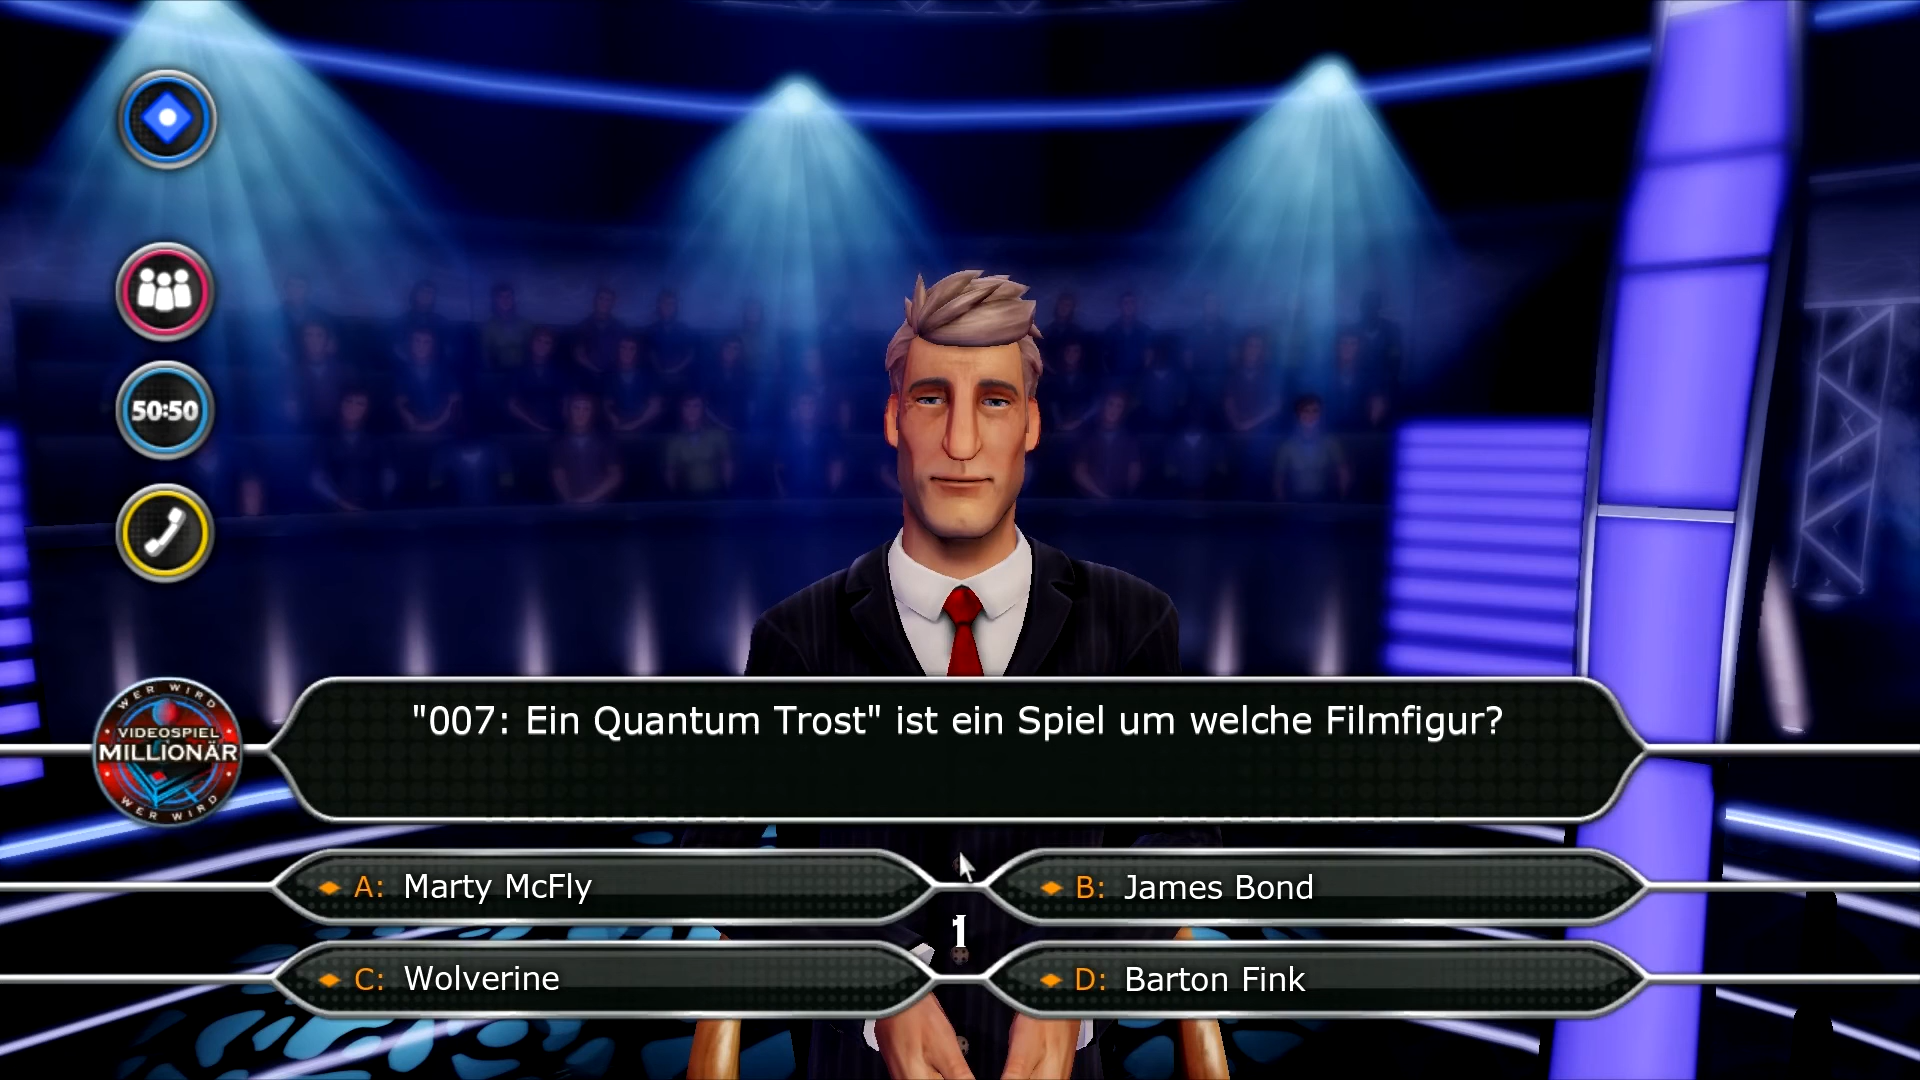 50:50
WER WIRD
VIDEOSPIEL
MILLIONÄR
WER WIRD
"007: Ein Quantum Trost" ist ein Spiel um welche Filmfigur?
A: Marty McFly
B: James Bond
1
C: Wolverine
D: Barton Fink